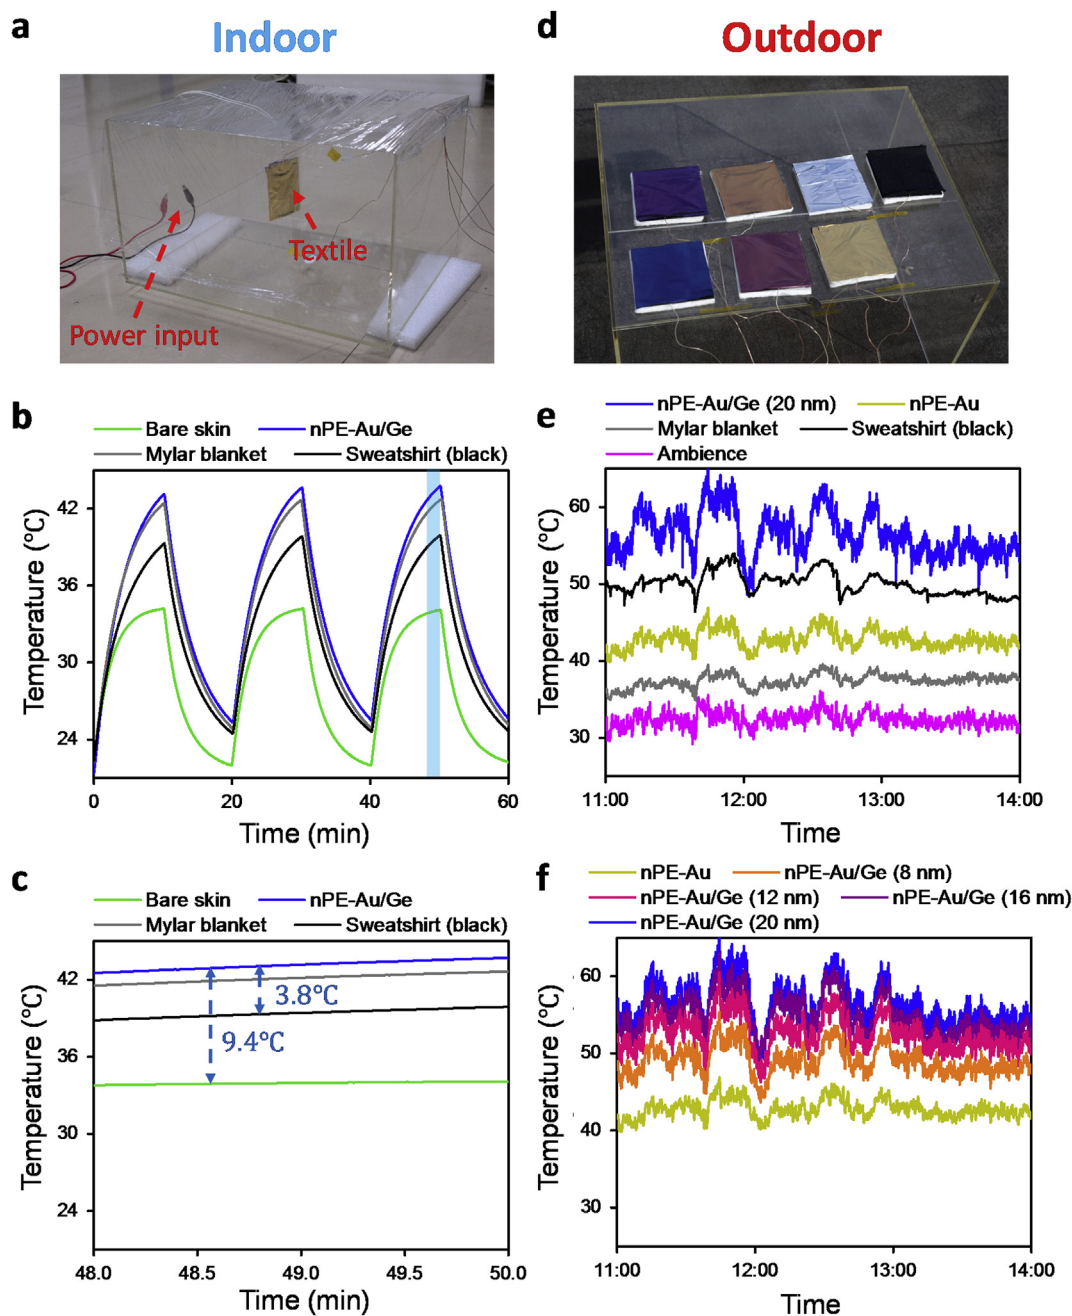 a
Indoor
Textile
Power input
d
Outdoor
b
Bare skin nPE-Au/Ge
Mylar blanket Sweatshirt (black)
Temperature (°C)
42
36
30
24
0 20 40 60
Time (min)
e
nPE-Au/Ge (20 nm) nPE-Au
Mylar blanket Sweatshirt (black)
Ambience
Temperature (°C)
60
50
40
30
11:00 12:00 13:00 14:00
Time
c
Bare skin nPE-Au/Ge
Mylar blanket Sweatshirt (black)
Temperature (°C)
42
36
30
24
3.8°C
9.4°C
48.0 48.5 49.0 49.5 50.0
Time (min)
f
nPE-Au nPE-Au/Ge (8 nm)
nPE-Au/Ge (12 nm) nPE-Au/Ge (16 nm)
nPE-Au/Ge (20 nm)
Temperature (°C)
60
50
40
30
11:00 12:00 13:00 14:00
Time